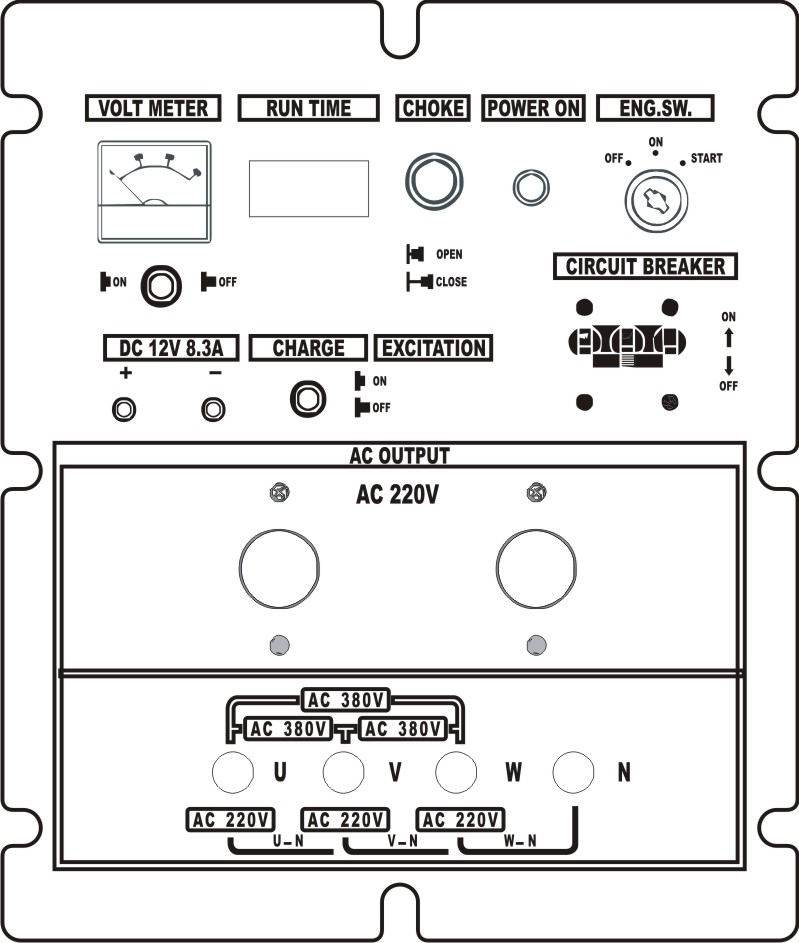 VOLT METER RUN TIME CHOKE POWER ON ENG.SW.
ON
OFF START
OPEN
ON OFF CLOSE
CIRCUIT BREAKER
ON
OFF
DC 12V 8.3A CHARGE EXCITATION
+ −
ON
OFF
AC OUTPUT
AC 220V
AC 380V
AC 380V AC 380V
U V W N
AC 220V AC 220V AC 220V
U–N V–N W–N